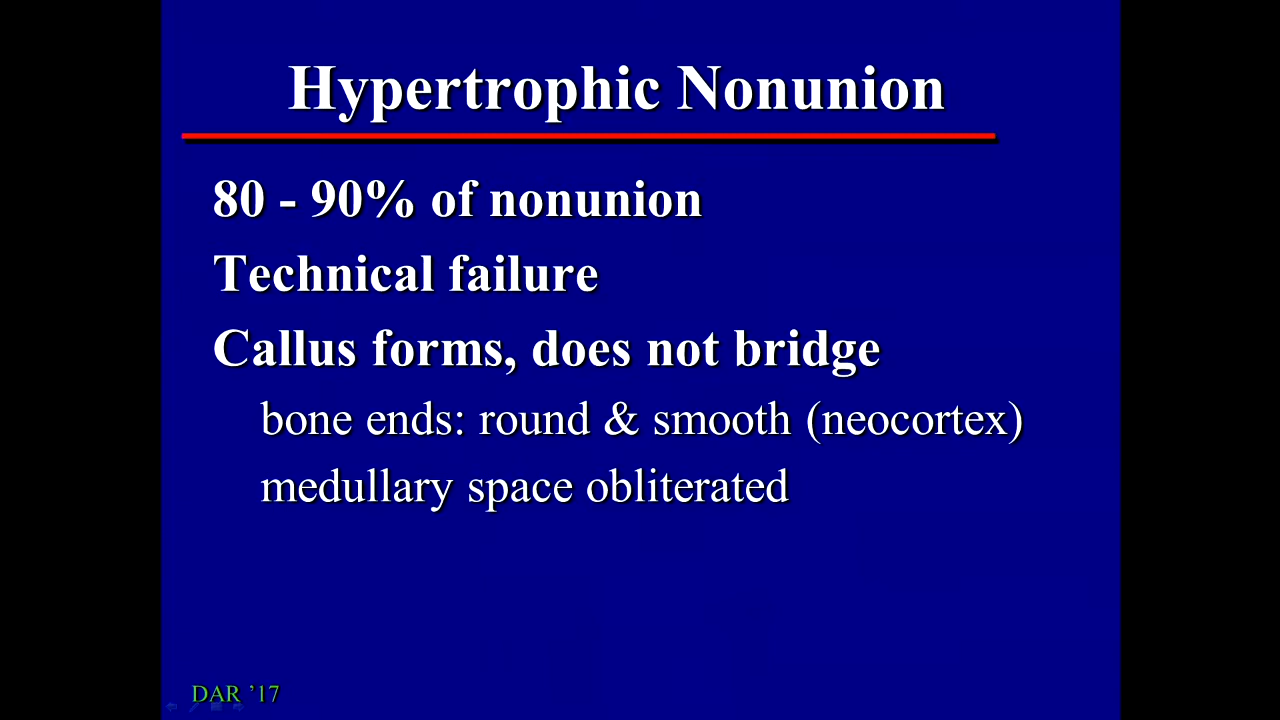 Hypertrophic Nonunion
80 - 90% of nonunion
Technical failure
Callus forms, does not bridge
bone ends: round & smooth (neocortex)
medullary space obliterated
DAR ’17